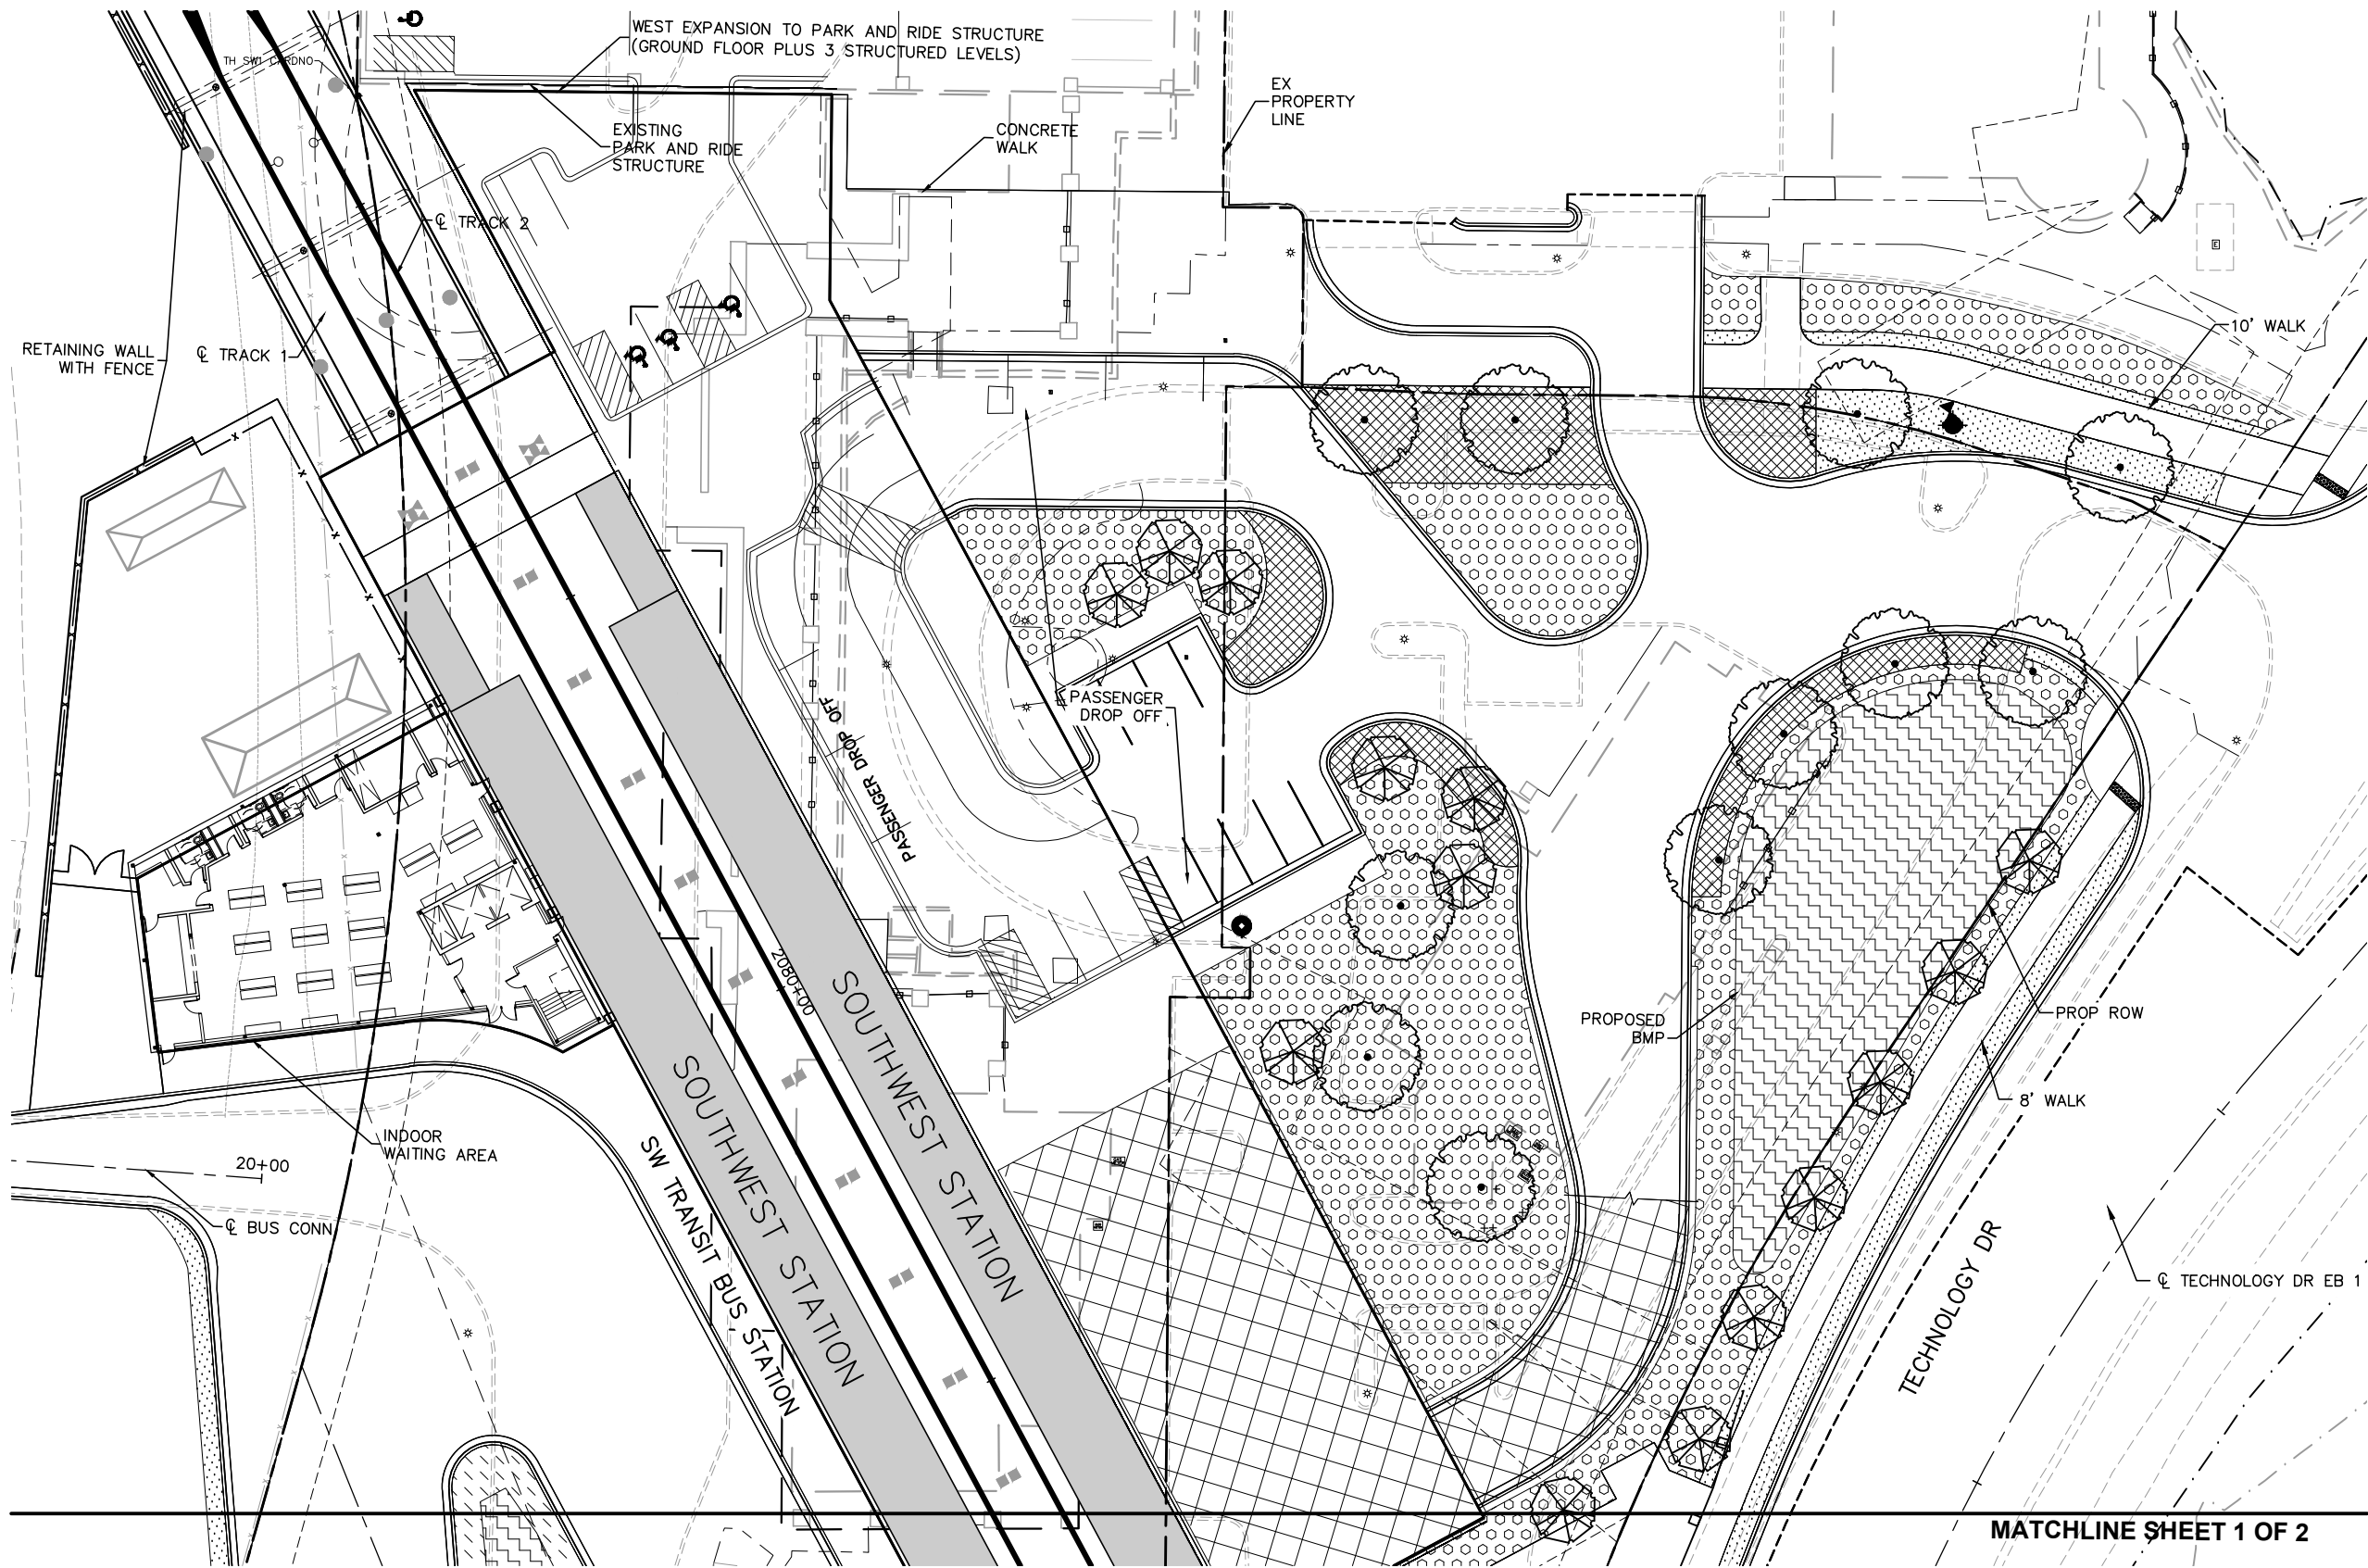 WEST EXPANSION TO PARK AND RIDE STRUCTURE
(GROUND FLOOR PLUS 3 STRUCTURED LEVELS)
EX
PROPERTY
LINE
EXISTING
PARK AND RIDE
STRUCTURE
CONCRETE
WALK
℄ TRACK 2
RETAINING WALL
WITH FENCE
℄ TRACK 1
10' WALK
E
PASSENGER
DROP OFF
PASSENGER DROP OFF
2080+00
SOUTHWEST STATION
SOUTHWEST STATION
SW TRANSIT BUS STATION
PROPOSED
BMP
PROP ROW
8' WALK
INDOOR
WAITING AREA
20+00
℄ BUS CONN
TECHNOLOGY DR
℄ TECHNOLOGY DR EB 1
MATCHLINE SHEET 1 OF 2